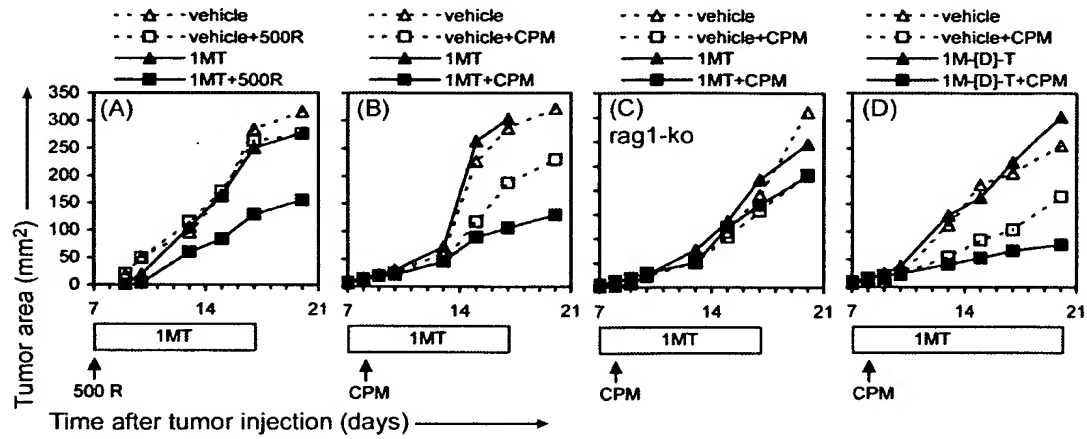 vehicle
vehicle+500R
1MT
1MT+500R
vehicle
vehicle+CPM
1MT
1MT+CPM
vehicle
vehicle+CPM
1MT
1MT+CPM
vehicle
vehicle+CPM
1M-[D]-T
1M-[D]-T+CPM
Tumor area (mm²)
350
300
250
200
150
100
50
0
(A)
(B)
(C)
rag1-ko
(D)
7 14 21
7 14 21
7 14 21
7 14 21
1MT
1MT
1MT
1MT
500 R
CPM
CPM
CPM
Time after tumor injection (days)